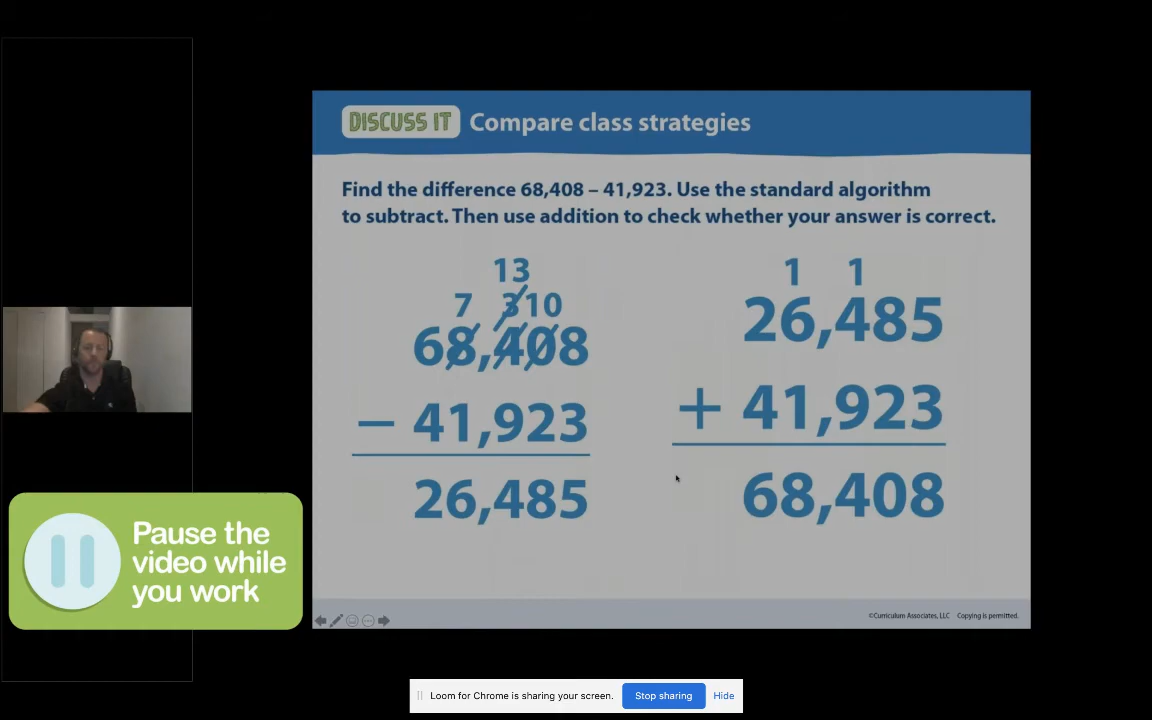 DISCUSS IT Compare class strategies
Find the difference 68,408 – 41,923. Use the standard algorithm
to subtract. Then use addition to check whether your answer is correct.
13
7 3 10
68,408
– 41,923
26,485
1 1
26,485
+ 41,923
68,408
©Curriculum Associates, LLC Copying is permitted.
Pause the
video while
you work
Loom for Chrome is sharing your screen. Stop sharing Hide